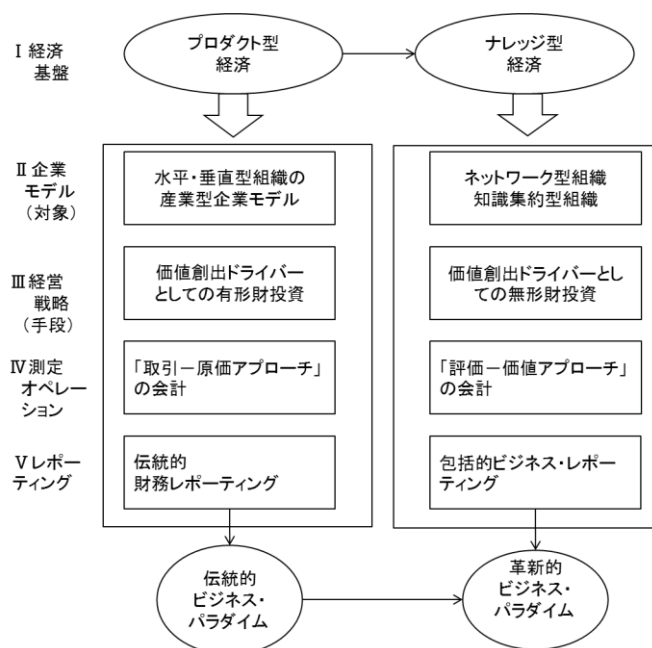 Ⅰ経済
基盤
プロダクト型
経済
ナレッジ型
経済
Ⅱ企業
モデル
（対象）
水平・垂直型組織の
産業型企業モデル
ネットワーク型組織
知識集約型組織
Ⅲ経営
戦略
（手段）
価値創出ドライバー
としての有形財投資
価値創出ドライバーとし
ての無形財投資
Ⅳ測定
オペレー
ション
「取引－原価アプローチ」
の会計
「評価－価値アプローチ」
の会計
Ⅴレポー
ティング
伝統的
財務レポーティング
包括的ビジネス・レポー
ティング
伝統的
ビジネス・
パラダイム
革新的
ビジネス・
パラダイム